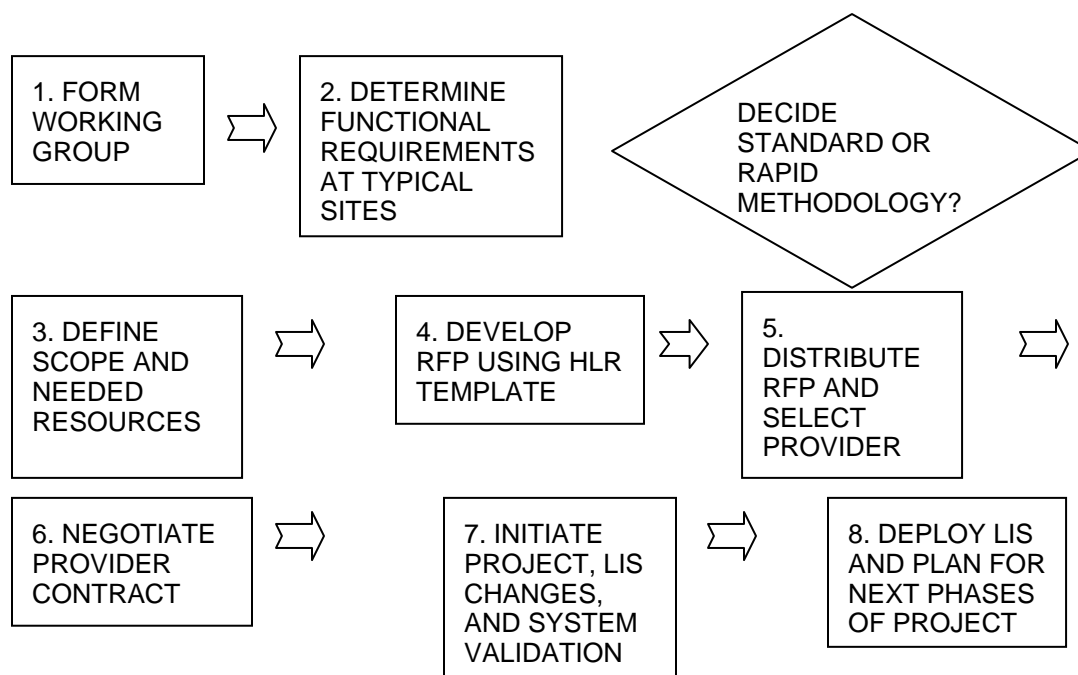 1. FORM
WORKING
GROUP
2. DETERMINE
FUNCTIONAL
REQUIREMENTS
AT TYPICAL
SITES
DECIDE
STANDARD OR
RAPID
METHODOLOGY?
3. DEFINE
SCOPE AND
NEEDED
RESOURCES
4. DEVELOP
RFP USING HLR
TEMPLATE
5.
DISTRIBUTE
RFP AND
SELECT
PROVIDER
6. NEGOTIATE
PROVIDER
CONTRACT
7. INITIATE
PROJECT, LIS
CHANGES,
AND SYSTEM
VALIDATION
8. DEPLOY LIS
AND PLAN FOR
NEXT PHASES
OF PROJECT